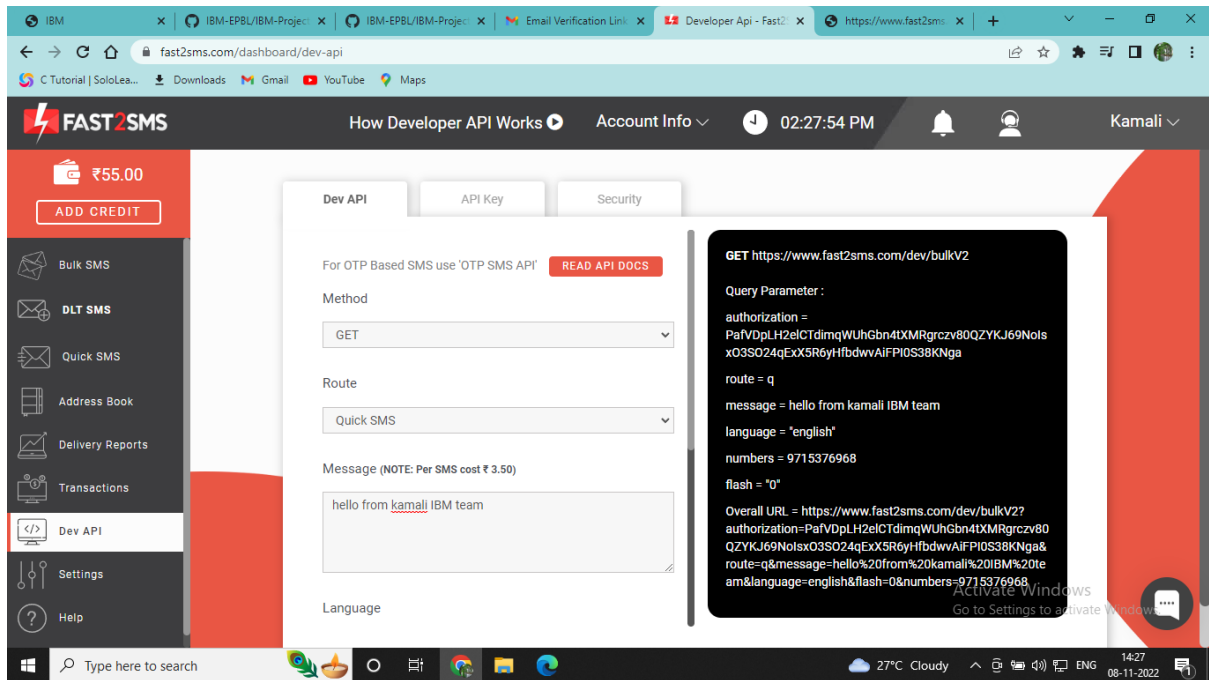 IBM
IBM-EPBL/IBM-Project
IBM-EPBL/IBM-Project
Email Verification Link
Developer Api - Fast2S
https://www.fast2sms.
fast2sms.com/dashboard/dev-api
C Tutorial | SoloLea...
Downloads
Gmail
YouTube
Maps
FAST2SMS
How Developer API Works
Account Info
02:27:54 PM
Kamali
₹55.00
ADD CREDIT
Bulk SMS
DLT SMS
Quick SMS
Address Book
Delivery Reports
Transactions
Dev API
Settings
Help
Dev API
API Key
Security
For OTP Based SMS use 'OTP SMS API'
READ API DOCS
Method
GET
Route
Quick SMS
Message (NOTE: Per SMS cost ₹ 3.50)
hello from kamali IBM team
Language
GET https://www.fast2sms.com/dev/bulkV2
Query Parameter :
authorization =
PafVDpLH2elCTdimqWUhGbn4tXMRgrczv80QZYKJ69NoIs
xO3SO24qExX5R6yHfbdwvAiFPI0S38KNga
route = q
message = hello from kamali IBM team
language = "english"
numbers = 9715376968
flash = "0"
Overall URL = https://www.fast2sms.com/dev/bulkV2?
authorization=PafVDpLH2elCTdimqWUhGbn4tXMRgrczv80
QZYKJ69NoIsxO3SO24qExX5R6yHfbdwvAiFPI0S38KNga&
route=q&message=hello%20from%20kamali%20IBM%20te
am&language=english&flash=0&numbers=9715376968
Activate Windows
Go to Settings to activate Windows.
Type here to search
27°C Cloudy
ENG
14:27
08-11-2022
1